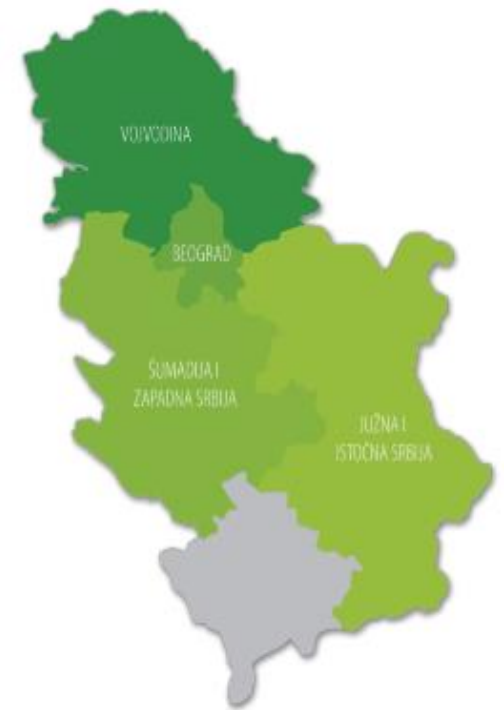 VOJVODINA
BEOGRAD
ŠUMADIJA I
ZAPADNA SRBIJA
JUŽNA I
ISTOČNA SRBIJA